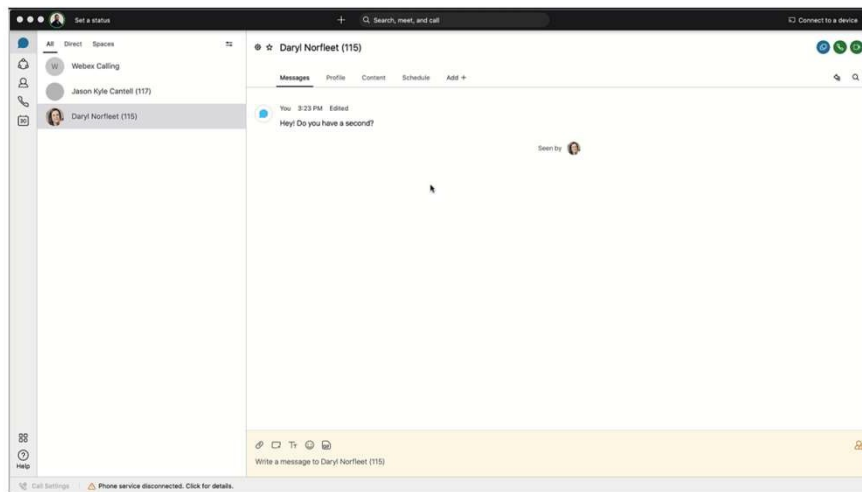 Set a status
Search, meet, and call
Connect to a device
All Direct Spaces
W Webex Calling
Jason Kyle Cantell (117)
Daryl Norfleet (115)
Daryl Norfleet (115)
Messages Profile Content Schedule Add +
You 3:23 PM Edited
Hey! Do you have a second?
Seen by
Write a message to Daryl Norfleet (115)
Help
Call Settings
Phone service disconnected. Click for details.